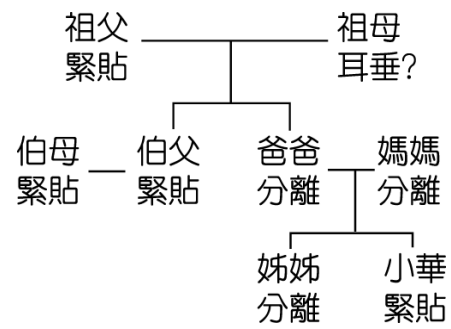 祖父 祖母
緊貼 耳垂?
伯母 伯父 爸爸 媽媽
緊貼 緊貼 分離 分離
姊姊 小華
分離 緊貼